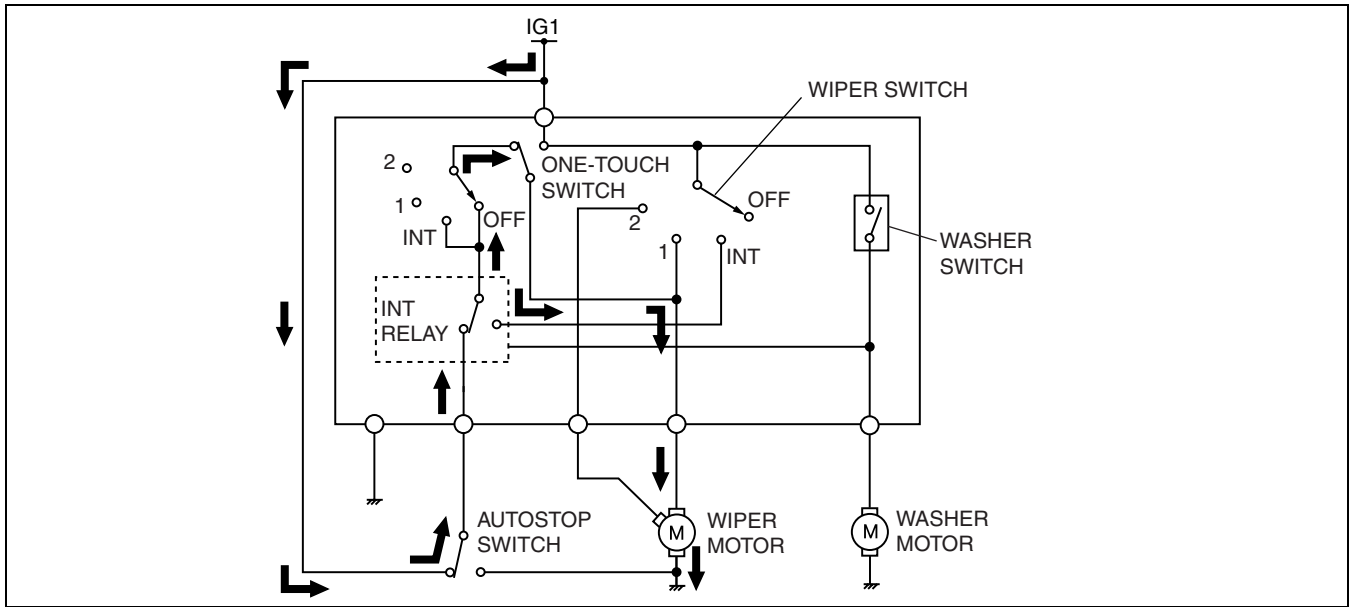 IG1
WIPER SWITCH
2
ONE-TOUCH
SWITCH
OFF
1
OFF
2
INT
1
INT
WASHER
SWITCH
INT
RELAY
AUTOSTOP
SWITCH
M
WIPER
MOTOR
M
WASHER
MOTOR